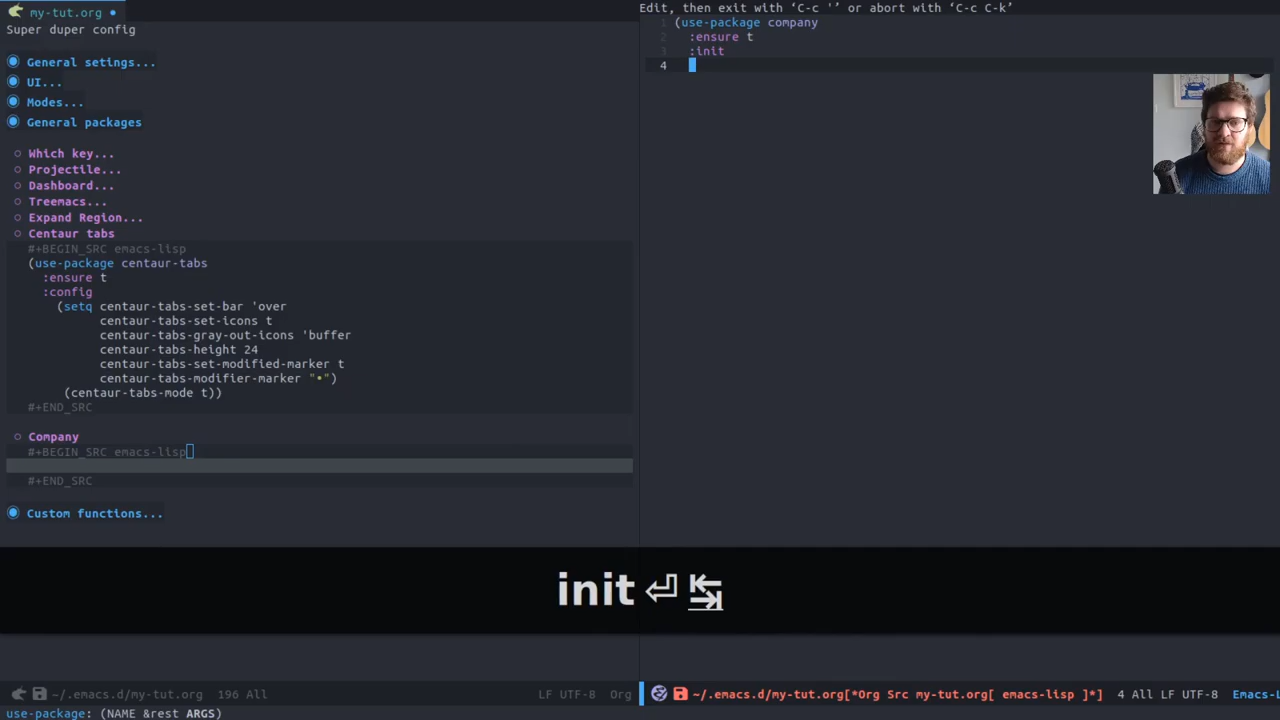 my-tut.org •
Super duper config
General setings...
UI...
Modes...
General packages
Which key...
Projectile...
Dashboard...
Treemacs...
Expand Region...
Centaur tabs
#+BEGIN_SRC emacs-lisp
(use-package centaur-tabs
:ensure t
:config
(setq centaur-tabs-set-bar 'over
centaur-tabs-set-icons t
centaur-tabs-gray-out-icons 'buffer
centaur-tabs-height 24
centaur-tabs-set-modified-marker t
centaur-tabs-modifier-marker "•")
(centaur-tabs-mode t))
#+END_SRC
Company
#+BEGIN_SRC emacs-lisp
#+END_SRC
Custom functions...
Edit, then exit with ‘C-c '’ or abort with ‘C-c C-k’
1 (use-package company
2 :ensure t
3 :init
4
init ⏎ ↹
~/.emacs.d/my-tut.org 196 All LF UTF-8 Org
~/.emacs.d/my-tut.org[*Org Src my-tut.org[ emacs-lisp ]*] 4 All LF UTF-8 Emacs-L
use-package: (NAME &rest ARGS)